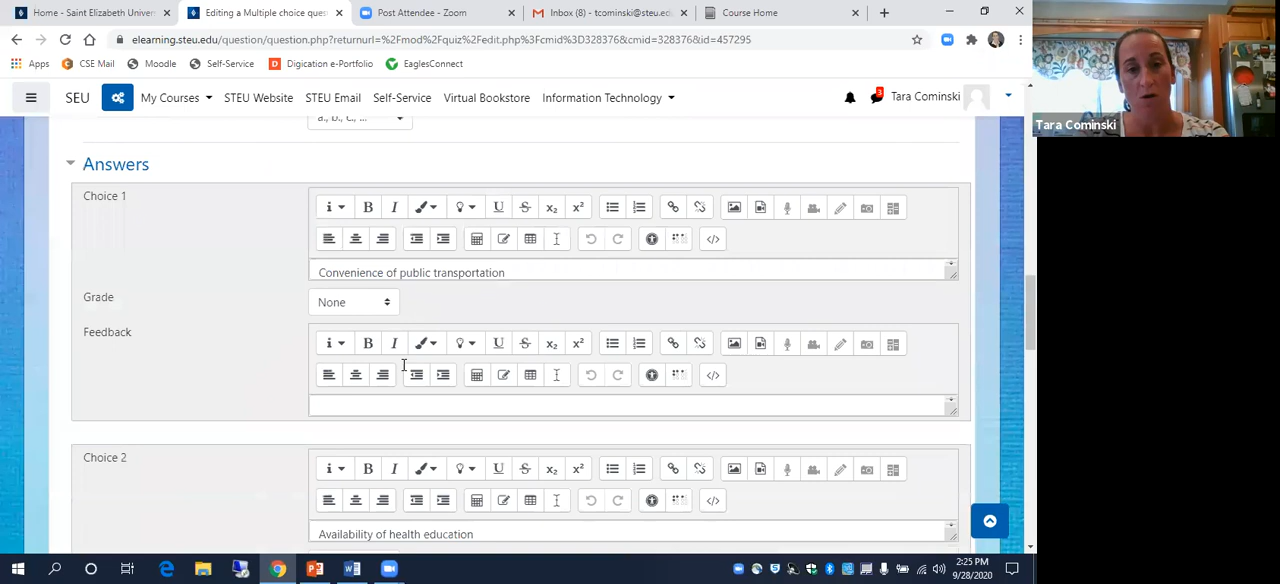 Home - Saint Elizabeth Univer
Editing a Multiple choice ques
Post Attendee - Zoom
Inbox (8) - tcominski@steu.ed
Course Home
elearning.steu.edu/question/question.php?returnurl=%2Fmod%2Fquiz%2Fedit.php%3Fcmid%3D328376&cmid=328376&id=457295
Apps
CSE Mail
Moodle
Self-Service
Digication e-Portfolio
EaglesConnect
SEU
My Courses
STEU Website
STEU Email
Self-Service
Virtual Bookstore
Information Technology
3
Tara Cominski
Tara Cominski
a., b., c., ...
Answers
Choice 1
Convenience of public transportation
Grade
None
Feedback
Choice 2
Availability of health education
2:25 PM
9/28/2020